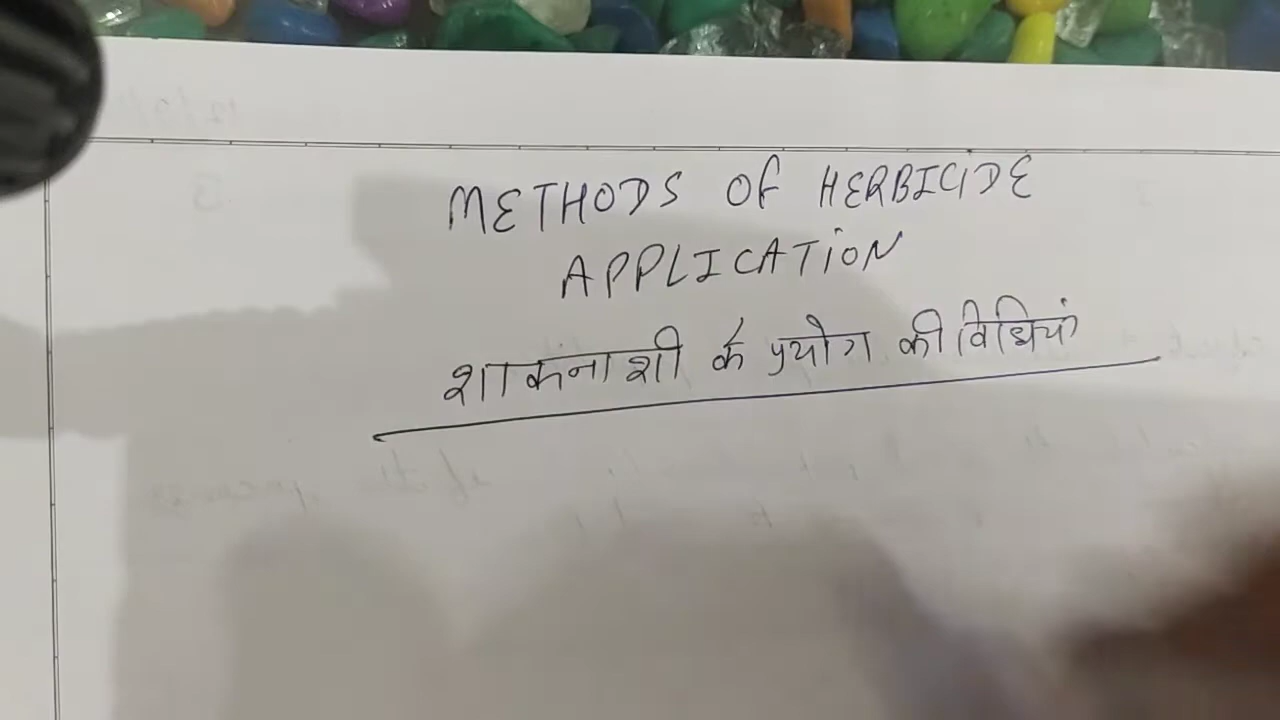 METHODS Of HERBICIDE
APPLICATION
शाकनाशी के प्रयोग की विधियां